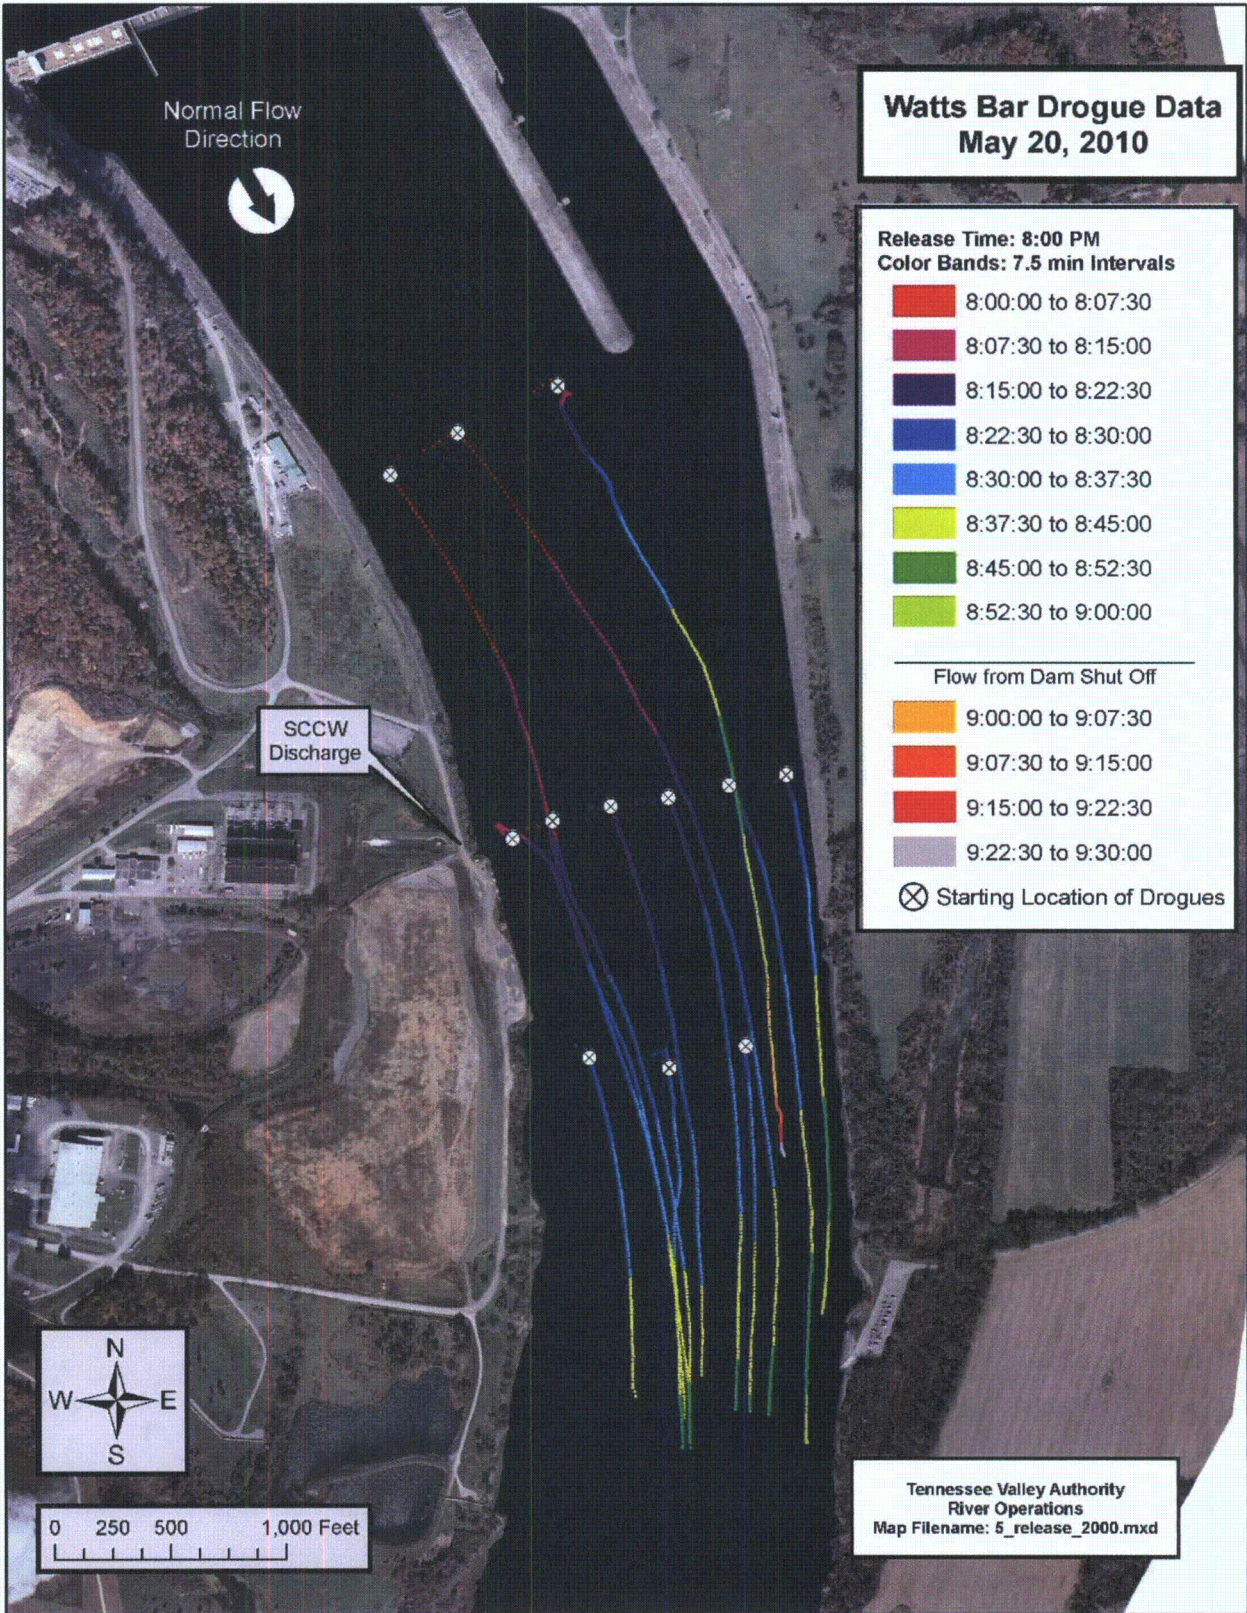 Normal Flow
Direction
Watts Bar Drogue Data
May 20, 2010
Release Time: 8:00 PM
Color Bands: 7.5 min Intervals
8:00:00 to 8:07:30
8:07:30 to 8:15:00
8:15:00 to 8:22:30
8:22:30 to 8:30:00
8:30:00 to 8:37:30
8:37:30 to 8:45:00
8:45:00 to 8:52:30
8:52:30 to 9:00:00
Flow from Dam Shut Off
9:00:00 to 9:07:30
9:07:30 to 9:15:00
9:15:00 to 9:22:30
9:22:30 to 9:30:00
Starting Location of Drogues
SCCW
Discharge
N
W E
S
0 250 500 1,000 Feet
Tennessee Valley Authority
River Operations
Map Filename: 5_release_2000.mxd